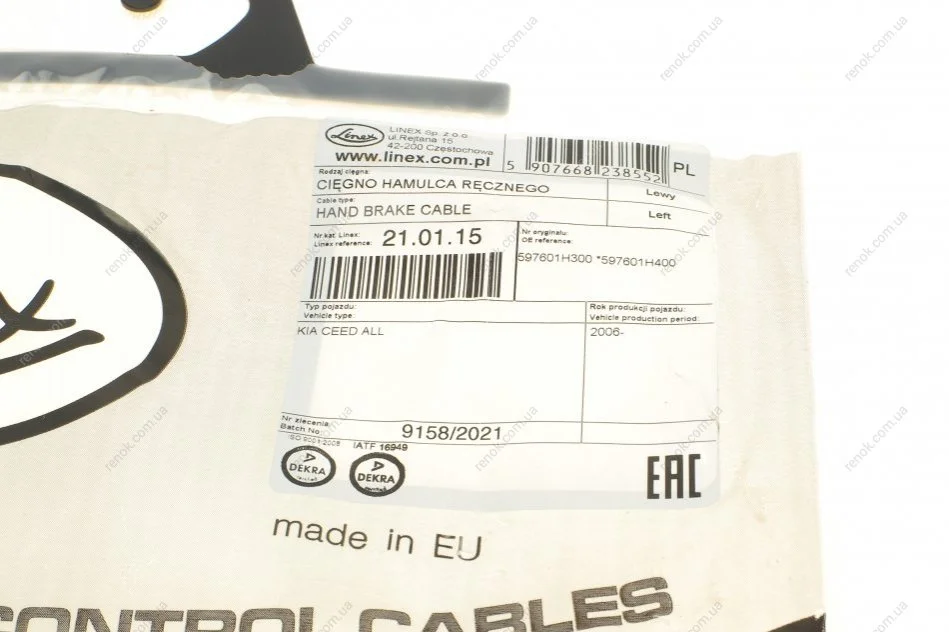 Linex
LINEX Sp. z o.o.
ul.Rejtana 15
42-200 Częstochowa
www.linex.com.pl
5 907668 238552
PL
Rodzaj cięgna:
CIĘGNO HAMULCA RĘCZNEGO
Lewy
Cable type:
HAND BRAKE CABLE
Left
Nr.kat. Linex:
Linex reference:
21.01.15
Nr oryginału:
OE reference:
597601H300 *597601H400
Typ pojazdu:
Vehicle type:
Rok produkcji pojazdu:
Vehicle production period:
KIA CEED ALL
2006-
Nr zlecenia
Batch No
9158/2021
ISO 9001:2008
IATF 16949
DEKRA
DEKRA
EAC
made in EU
CONTROL CABLES
renok.com.ua